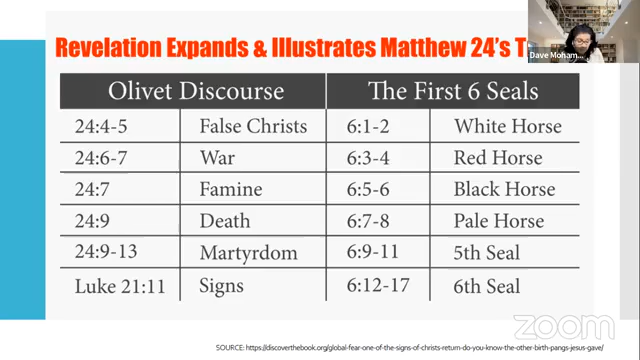 Revelation Expands & Illustrates Matthew 24's T
Dave Moham...
Olivet Discourse The First 6 Seals
24:4-5 False Christs 6:1-2 White Horse
24:6-7 War 6:3-4 Red Horse
24:7 Famine 6:5-6 Black Horse
24:9 Death 6:7-8 Pale Horse
24:9-13 Martyrdom 6:9-11 5th Seal
Luke 21:11 Signs 6:12-17 6th Seal
zoom
SOURCE: https://discoverthebook.org/global-fear-one-of-the-signs-of-christs-return-do-you-know-the-other-birth-pangs-jesus-gave/